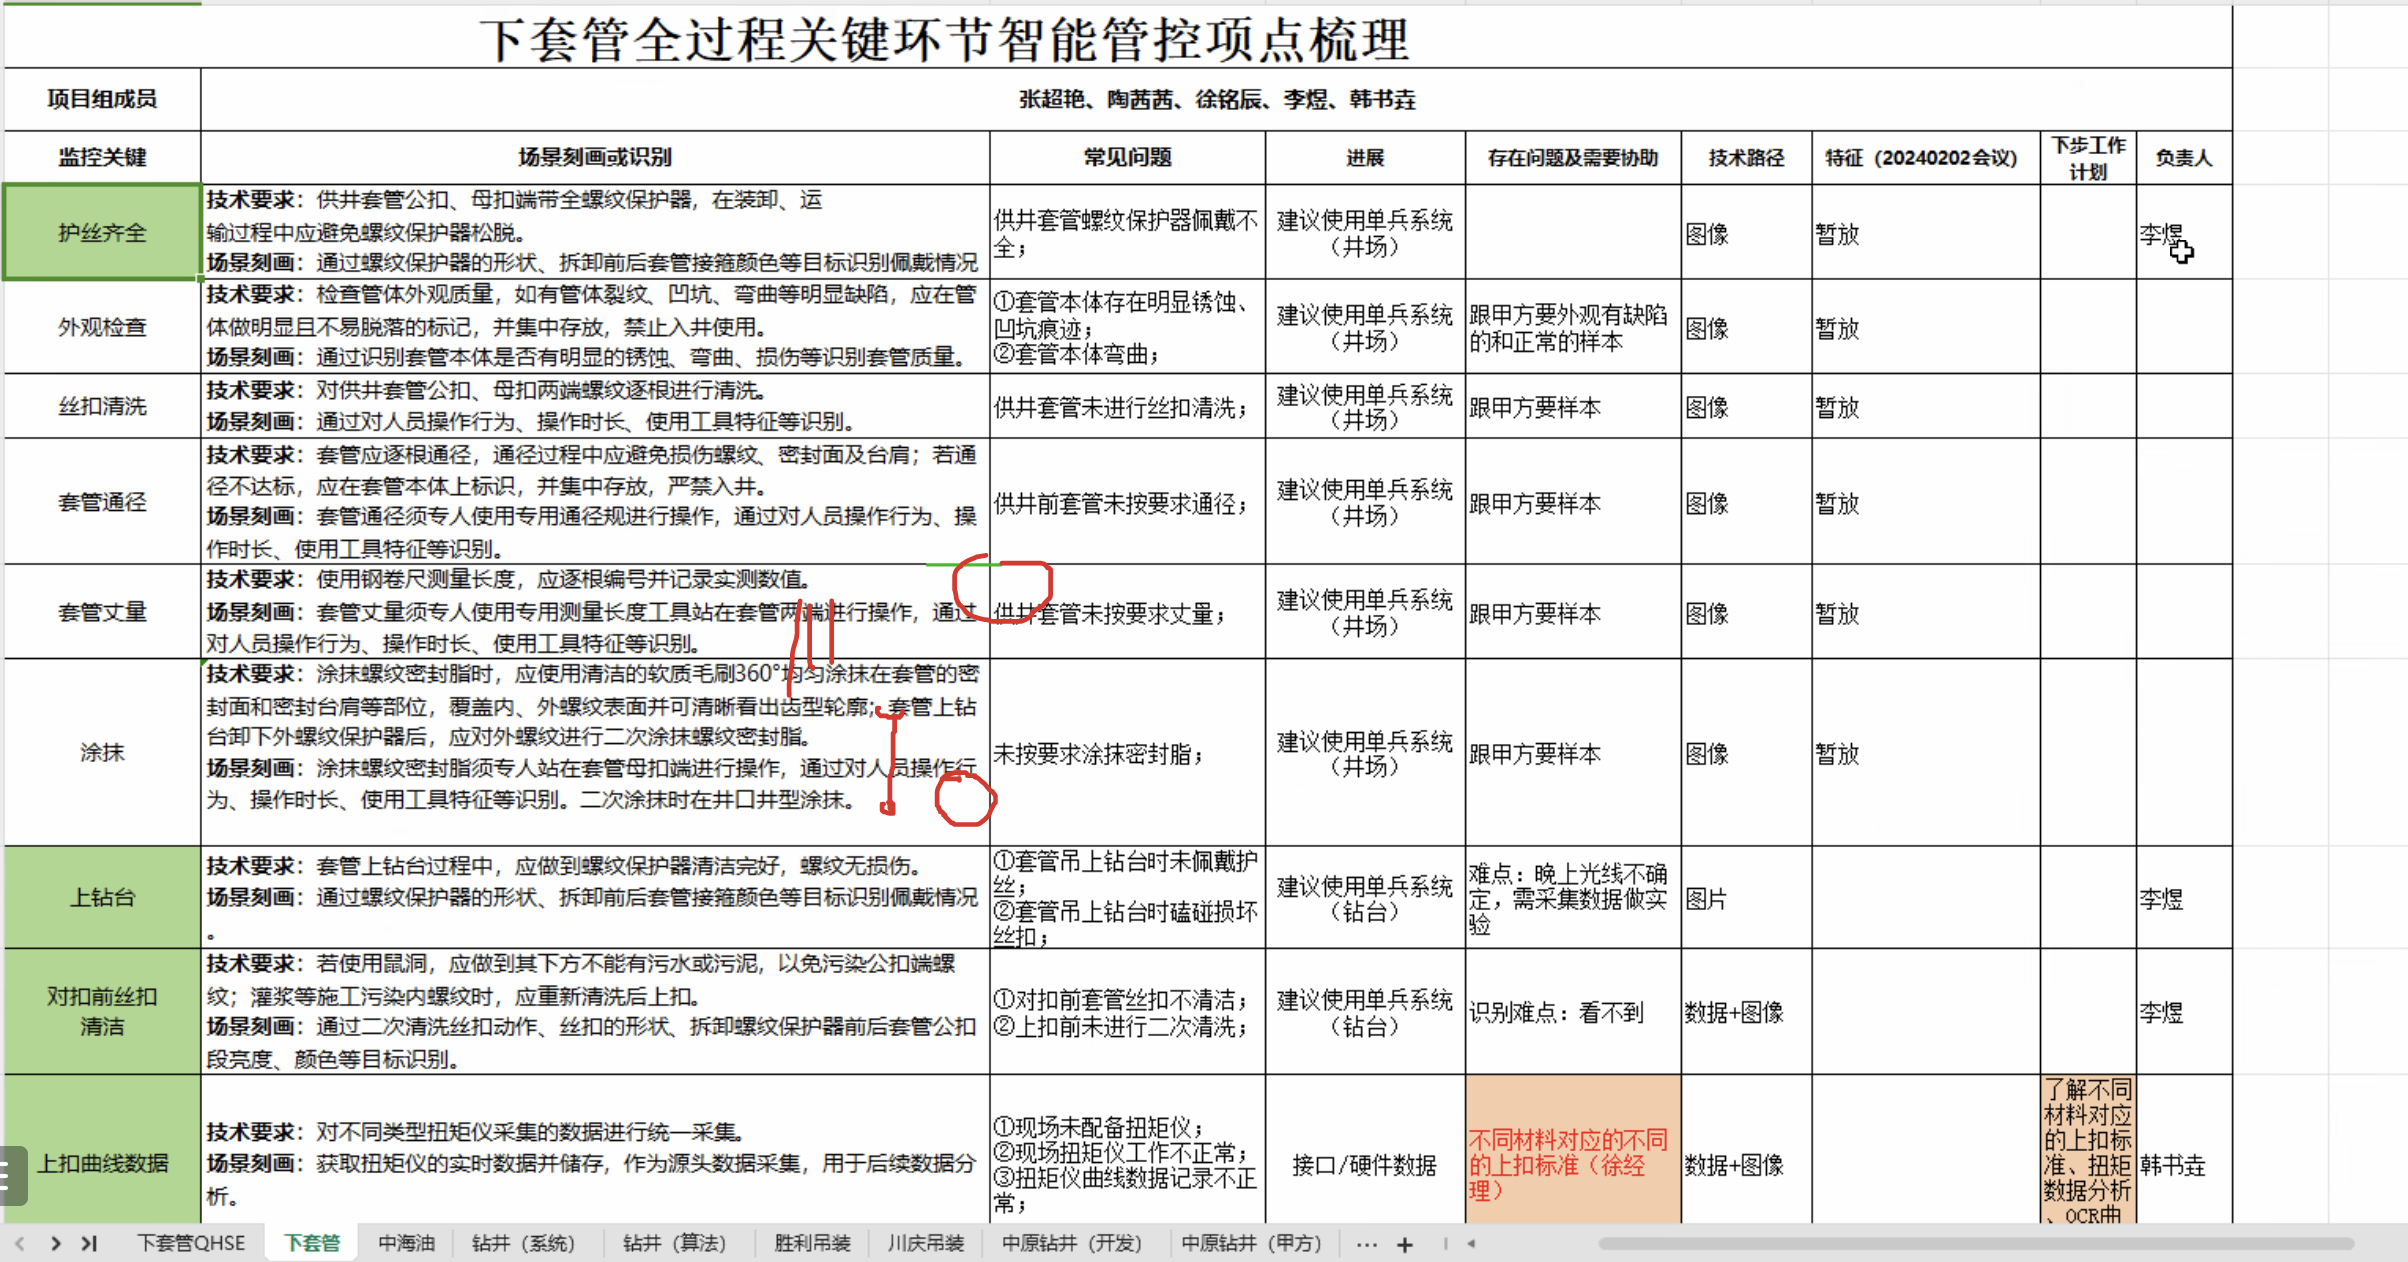 下套管全过程关键环节智能管控项点梳理
项目组成员
张超艳、陶茜茜、徐铭辰、李煜、韩书垚
监控关键
场景刻画或识别
常见问题
进展
存在问题及需要协助
技术路径
特征（20240202会议）
下步工作
计划
负责人
护丝齐全
技术要求：供井套管公扣、母扣端带全螺纹保护器，在装卸、运
输过程中应避免螺纹保护器松脱。
场景刻画：通过螺纹保护器的形状、拆卸前后套管接箍颜色等目标识别佩戴情况
供井套管螺纹保护器佩戴不
全；
建议使用单兵系统
（井场）
图像
暂放
李煜
外观检查
技术要求：检查管体外观质量，如有管体裂纹、凹坑、弯曲等明显缺陷，应在管
体做明显且不易脱落的标记，并集中存放，禁止入井使用。
场景刻画：通过识别套管本体是否有明显的锈蚀、弯曲、损伤等识别套管质量。
①套管本体存在明显锈蚀、
凹坑痕迹；
②套管本体弯曲；
建议使用单兵系统
（井场）
跟甲方要外观有缺陷
的和正常的样本
图像
暂放
丝扣清洗
技术要求：对供井套管公扣、母扣两端螺纹逐根进行清洗。
场景刻画：通过对人员操作行为、操作时长、使用工具特征等识别。
供井套管未进行丝扣清洗；
建议使用单兵系统
（井场）
跟甲方要样本
图像
暂放
套管通径
技术要求：套管应逐根通径，通径过程中应避免损伤螺纹、密封面及台肩；若通
径不达标，应在套管本体上标识，并集中存放，严禁入井。
场景刻画：套管通径须专人使用专用通径规进行操作，通过对人员操作行为、操
作时长、使用工具特征等识别。
供井前套管未按要求通径；
建议使用单兵系统
（井场）
跟甲方要样本
图像
暂放
套管丈量
技术要求：使用钢卷尺测量长度，应逐根编号并记录实测数值。
场景刻画：套管丈量须专人使用专用测量长度工具站在套管两端进行操作，通过
对人员操作行为、操作时长、使用工具特征等识别。
供井套管未按要求丈量；
建议使用单兵系统
（井场）
跟甲方要样本
图像
暂放
涂抹
技术要求：涂抹螺纹密封脂时，应使用清洁的软质毛刷360°均匀涂抹在套管的密
封面和密封台肩等部位，覆盖内、外螺纹表面并可清晰看出齿型轮廓；套管上钻
台卸下外螺纹保护器后，应对外螺纹进行二次涂抹螺纹密封脂。
场景刻画：涂抹螺纹密封脂须专人站在套管母扣端进行操作，通过对人员操作行
为、操作时长、使用工具特征等识别。二次涂抹时在井口井型涂抹。
未按要求涂抹密封脂；
建议使用单兵系统
（井场）
跟甲方要样本
图像
暂放
上钻台
技术要求：套管上钻台过程中，应做到螺纹保护器清洁完好，螺纹无损伤。
场景刻画：通过螺纹保护器的形状、拆卸前后套管接箍颜色等目标识别佩戴情况
。
①套管吊上钻台时未佩戴护
丝；
②套管吊上钻台时磕碰损坏
丝扣；
建议使用单兵系统
（钻台）
难点：晚上光线不确
定，需采集数据做实
验
图片
李煜
对扣前丝扣
清洁
技术要求：若使用鼠洞，应做到其下方不能有污水或污泥，以免污染公扣端螺
纹；灌浆等施工污染内螺纹时，应重新清洗后上扣。
场景刻画：通过二次清洗丝扣动作、丝扣的形状、拆卸螺纹保护器前后套管公扣
段亮度、颜色等目标识别。
①对扣前套管丝扣不清洁；
②上扣前未进行二次清洗；
建议使用单兵系统
（钻台）
识别难点：看不到
数据+图像
李煜
上扣曲线数据
技术要求：对不同类型扭矩仪采集的数据进行统一采集。
场景刻画：获取扭矩仪的实时数据并储存，作为源头数据采集，用于后续数据分
析。
①现场未配备扭矩仪；
②现场扭矩仪工作不正常；
③扭矩仪曲线数据记录不正
常；
接口/硬件数据
不同材料对应的不同
的上扣标准（徐经
理）
数据+图像
了解不同
材料对应
的上扣标
准、扭矩
数据分析
、OCR曲
韩书垚
下套管QHSE 下套管 中海油 钻井（系统） 钻井（算法） 胜利吊装 川庆吊装 中原钻井（开发） 中原钻井（甲方） ··· +